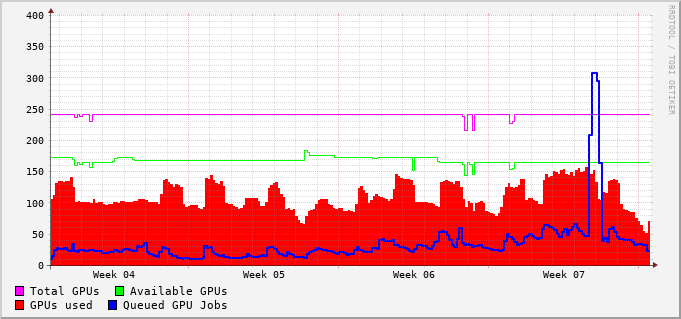 400
350
300
250
200
150
100
50
0
Week 04 Week 05 Week 06 Week 07
Total GPUs Available GPUs
GPUs used Queued GPU Jobs
RRDTOOL / TOBI OETIKER